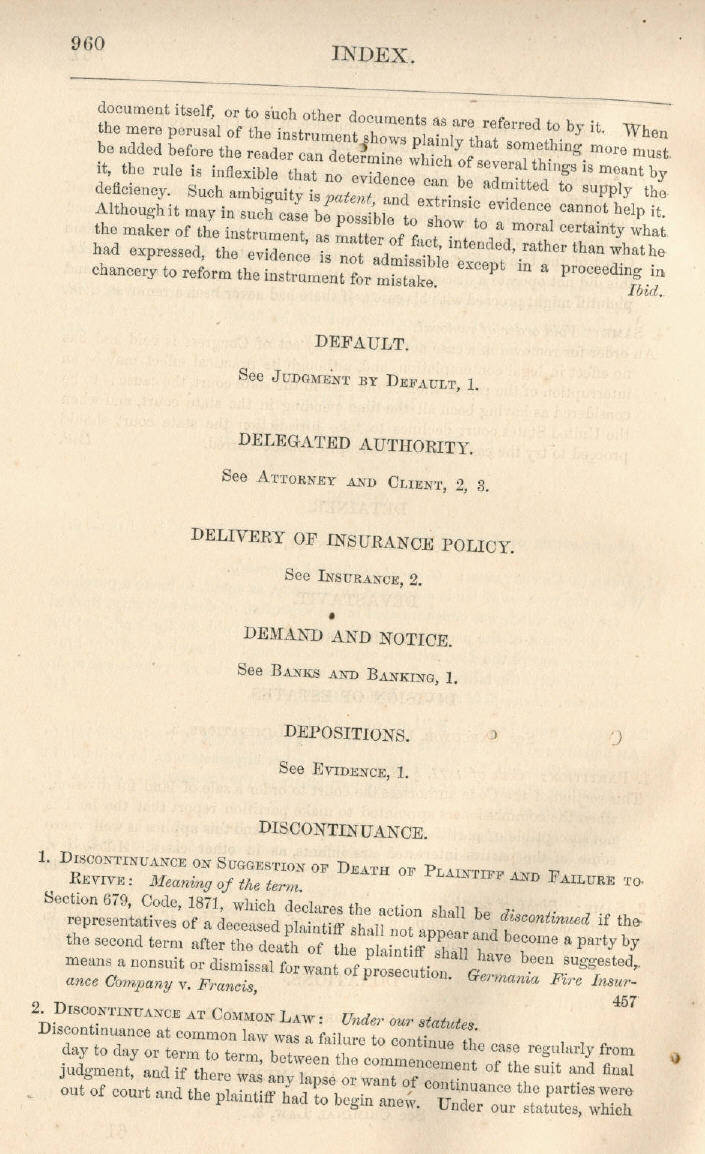 960
INDEX.
document itself, or to such other documents as are referred to by it. When
the mere perusal of the instrument shows plainly that something more must
be added before the reader can determine which of several things is meant by
it, the rule is inflexible that no evidence can be admitted to supply the
deficiency. Such ambiguity is patent, and extrinsic evidence cannot help it.
Although it may in such case be possible to show to a moral certainty what
the maker of the instrument, as matter of fact, intended, rather than what he
had expressed, the evidence is not admissible except in a proceeding in
chancery to reform the instrument for mistake. Ibid.
DEFAULT.
See JUDGMENT BY DEFAULT, 1.
DELEGATED AUTHORITY.
See ATTORNEY AND CLIENT, 2, 3.
DELIVERY OF INSURANCE POLICY.
See INSURANCE, 2.
DEMAND AND NOTICE.
See BANKS AND BANKING, 1.
DEPOSITIONS.
See EVIDENCE, 1.
DISCONTINUANCE.
1. DISCONTINUANCE ON SUGGESTION OF DEATH OF PLAINTIFF AND FAILURE TO
REVIVE: Meaning of the term.
Section 679, Code, 1871, which declares the action shall be discontinued if the
representatives of a deceased plaintiff shall not appear and become a party by
the second term after the death of the plaintiff shall have been suggested,
means a nonsuit or dismissal for want of prosecution. Germania Fire Insur-
ance Company v. Francis, 457
2. DISCONTINUANCE AT COMMON LAW: Under our statutes.
Discontinuance at common law was a failure to continue the case regularly from
day to day or term to term, between the commencement of the suit and final
judgment, and if there was any lapse or want of continuance the parties were
out of court and the plaintiff had to begin anew. Under our statutes, which